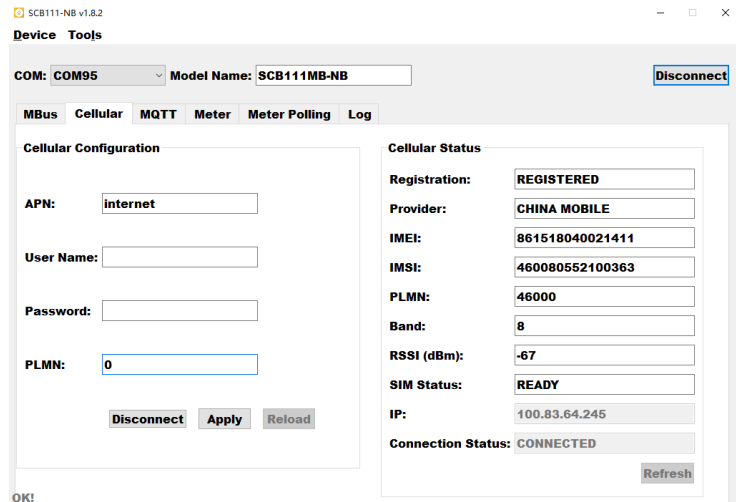 SCB111-NB v1.8.2
Device Tools
COM: COM95 Model Name: SCB111MB-NB Disconnect
MBus Cellular MQTT Meter Meter Polling Log
Cellular Configuration
APN: internet
User Name:
Password:
PLMN: 0
Disconnect Apply Reload
Cellular Status
Registration: REGISTERED
Provider: CHINA MOBILE
IMEI: 861518040021411
IMSI: 460080552100363
PLMN: 46000
Band: 8
RSSI (dBm): -67
SIM Status: READY
IP: 100.83.64.245
Connection Status: CONNECTED
Refresh
OK!